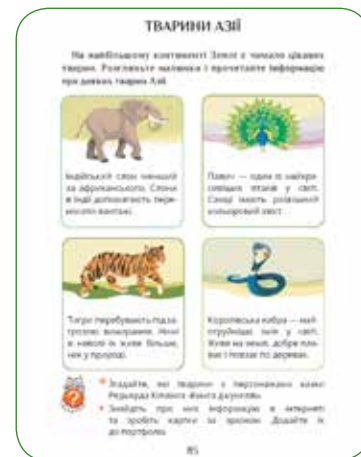 ТВАРИНИ АЗІЇ
На найбільшому континенті Землі є чимало цікавих
тварин. Розгляньте малюнки і прочитайте інформацію
про деяких тварин Азії.
Індійський слон менший
за африканського. Слони
в Індії допомагають пере-
носити вантажі.
Павич — один із найкра-
сивіших птахів у світі.
Самці мають розкішний
кольоровий хвіст.
Тигри перебувають під за-
грозою вимирання. Нині
в неволі їх живе більше,
ніж у природі.
Королівська кобра — най-
отруйніша змія у світі.
Живе на землі, добре пла-
ває і повзає по деревах.
Згадайте, які тварини є персонажами казки
Редьярда Кіплінга «Книга джунглів».
Знайдіть про них інформацію в інтернеті
та зробіть картки за зразком. Додайте їх
до портфоліо.
85